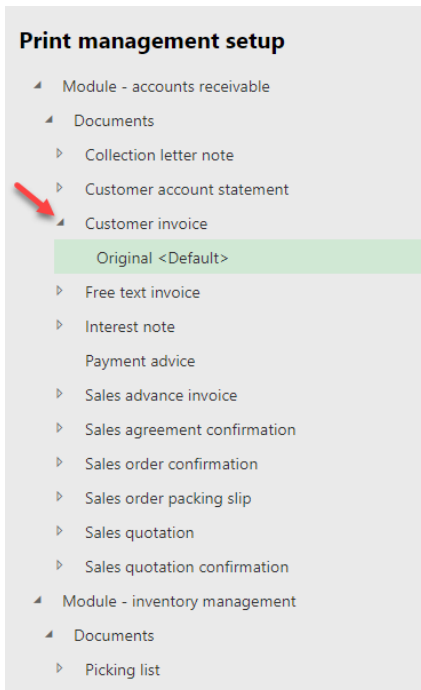 Print management setup
Module - accounts receivable
Documents
Collection letter note
Customer account statement
Customer invoice
Original <Default>
Free text invoice
Interest note
Payment advice
Sales advance invoice
Sales agreement confirmation
Sales order confirmation
Sales order packing slip
Sales quotation
Sales quotation confirmation
Module - inventory management
Documents
Picking list